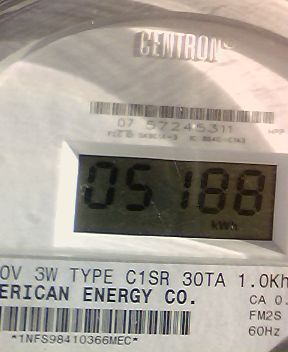 CENTRON®
07 57245311
05188
kWh
0V 3W TYPE C1SR 30TA 1.0Kh
ERICAN ENERGY CO.
CA 0.
FM2S
*1NFS98410366MEC*
60Hz